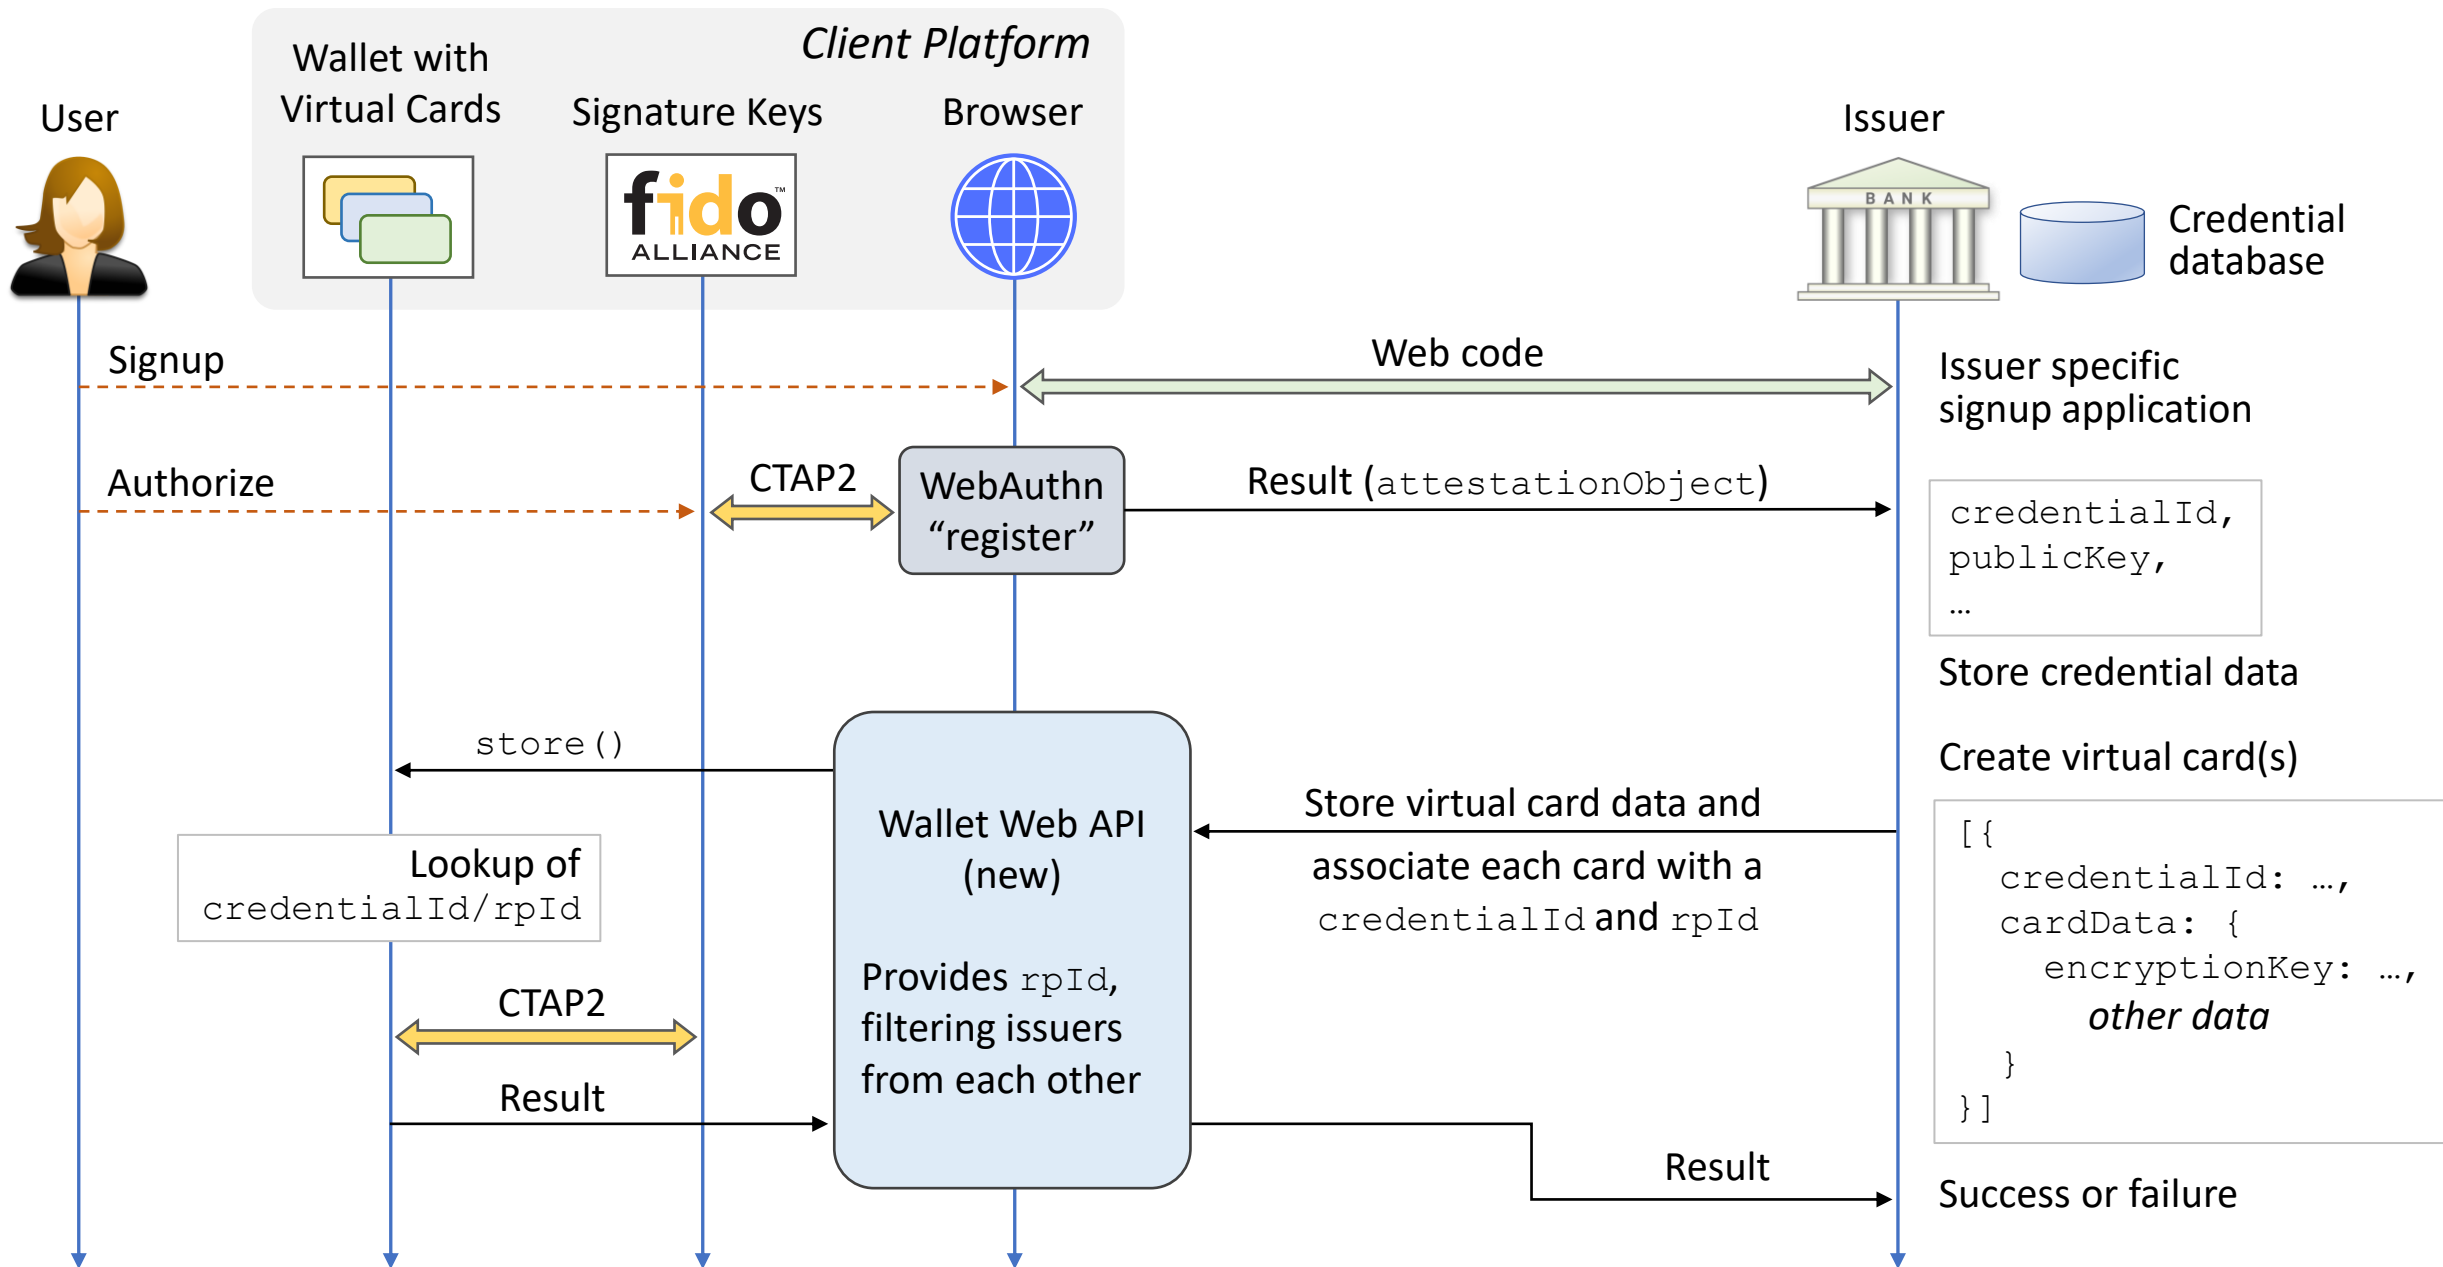 Client Platform
Wallet with
Virtual Cards
Signature Keys
Browser
User
Issuer
fido™
ALLIANCE
BANK
Credential
database
Signup
Web code
Issuer specific
signup application
Authorize
CTAP2
WebAuthn
“register”
Result (attestationObject)
credentialId,
publicKey,
…
Store credential data
store()
Create virtual card(s)
Wallet Web API
(new)
Provides rpId,
filtering issuers
from each other
Store virtual card data and
associate each card with a
credentialId and rpId
Lookup of
credentialId/rpId
[{
credentialId: …,
cardData: {
encryptionKey: …,
other data
}
}]
CTAP2
Result
Result
Success or failure